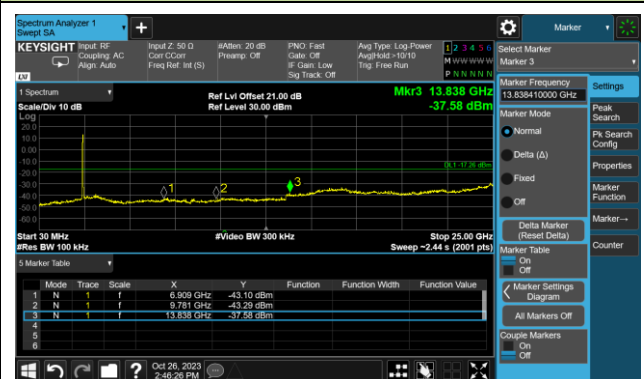 Spectrum Analyzer 1
Swept SA
+
Marker
KEYSIGHT
Input: RF
Coupling: AC
Align: Auto
Input Z: 50 Ω
Corr CCorr
Freq Ref: Int (S)
#Atten: 20 dB
Preamp: Off
PNO: Fast
Gate: Off
IF Gain: Low
Sig Track: Off
Avg Type: Log-Power
Avg|Hold >10/10
Trig: Free Run
1 2 3 4 5 6
M W W W W W
P N N N N N
LXI
Select Marker
Marker 3
1 Spectrum
Scale/Div 10 dB
Ref Lvl Offset 21.00 dB
Ref Level 30.00 dBm
Mkr3 13.838 GHz
-37.58 dBm
Log
20.0
10.0
0.00
-10.0
-20.0
-30.0
-40.0
-50.0
-60.0
DL1 -17.26 dBm
1
2
3
Start 30 MHz
#Res BW 100 kHz
#Video BW 300 kHz
Stop 25.00 GHz
Sweep ~2.44 s (2001 pts)
5 Marker Table
Mode Trace Scale X Y Function Function Width Function Value
1 N 1 f 6.909 GHz -43.10 dBm
2 N 1 f 9.781 GHz -43.29 dBm
3 N 1 f 13.838 GHz -37.58 dBm
4
5
6
Marker Frequency
13.838410000 GHz
Marker Mode
Normal
Delta (Δ)
Fixed
Off
Delta Marker
(Reset Delta)
Marker Table
On
Off
Marker Settings
Diagram
All Markers Off
Couple Markers
On
Off
Settings
Peak
Search
Pk Search
Config
Properties
Marker
Function
Marker→
Counter
?
Oct 26, 2023
2:46:26 PM